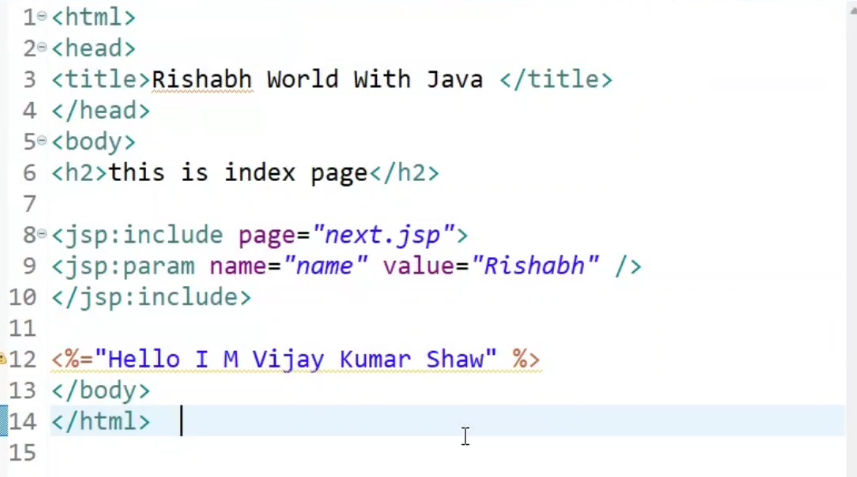 1 <html>
2 <head>
3 <title>Rishabh World With Java </title>
4 </head>
5 <body>
6 <h2>this is index page</h2>
7
8 <jsp:include page="next.jsp">
9 <jsp:param name="name" value="Rishabh" />
10 </jsp:include>
11
12 <%="Hello I M Vijay Kumar Shaw" %>
13 </body>
14 </html>
15